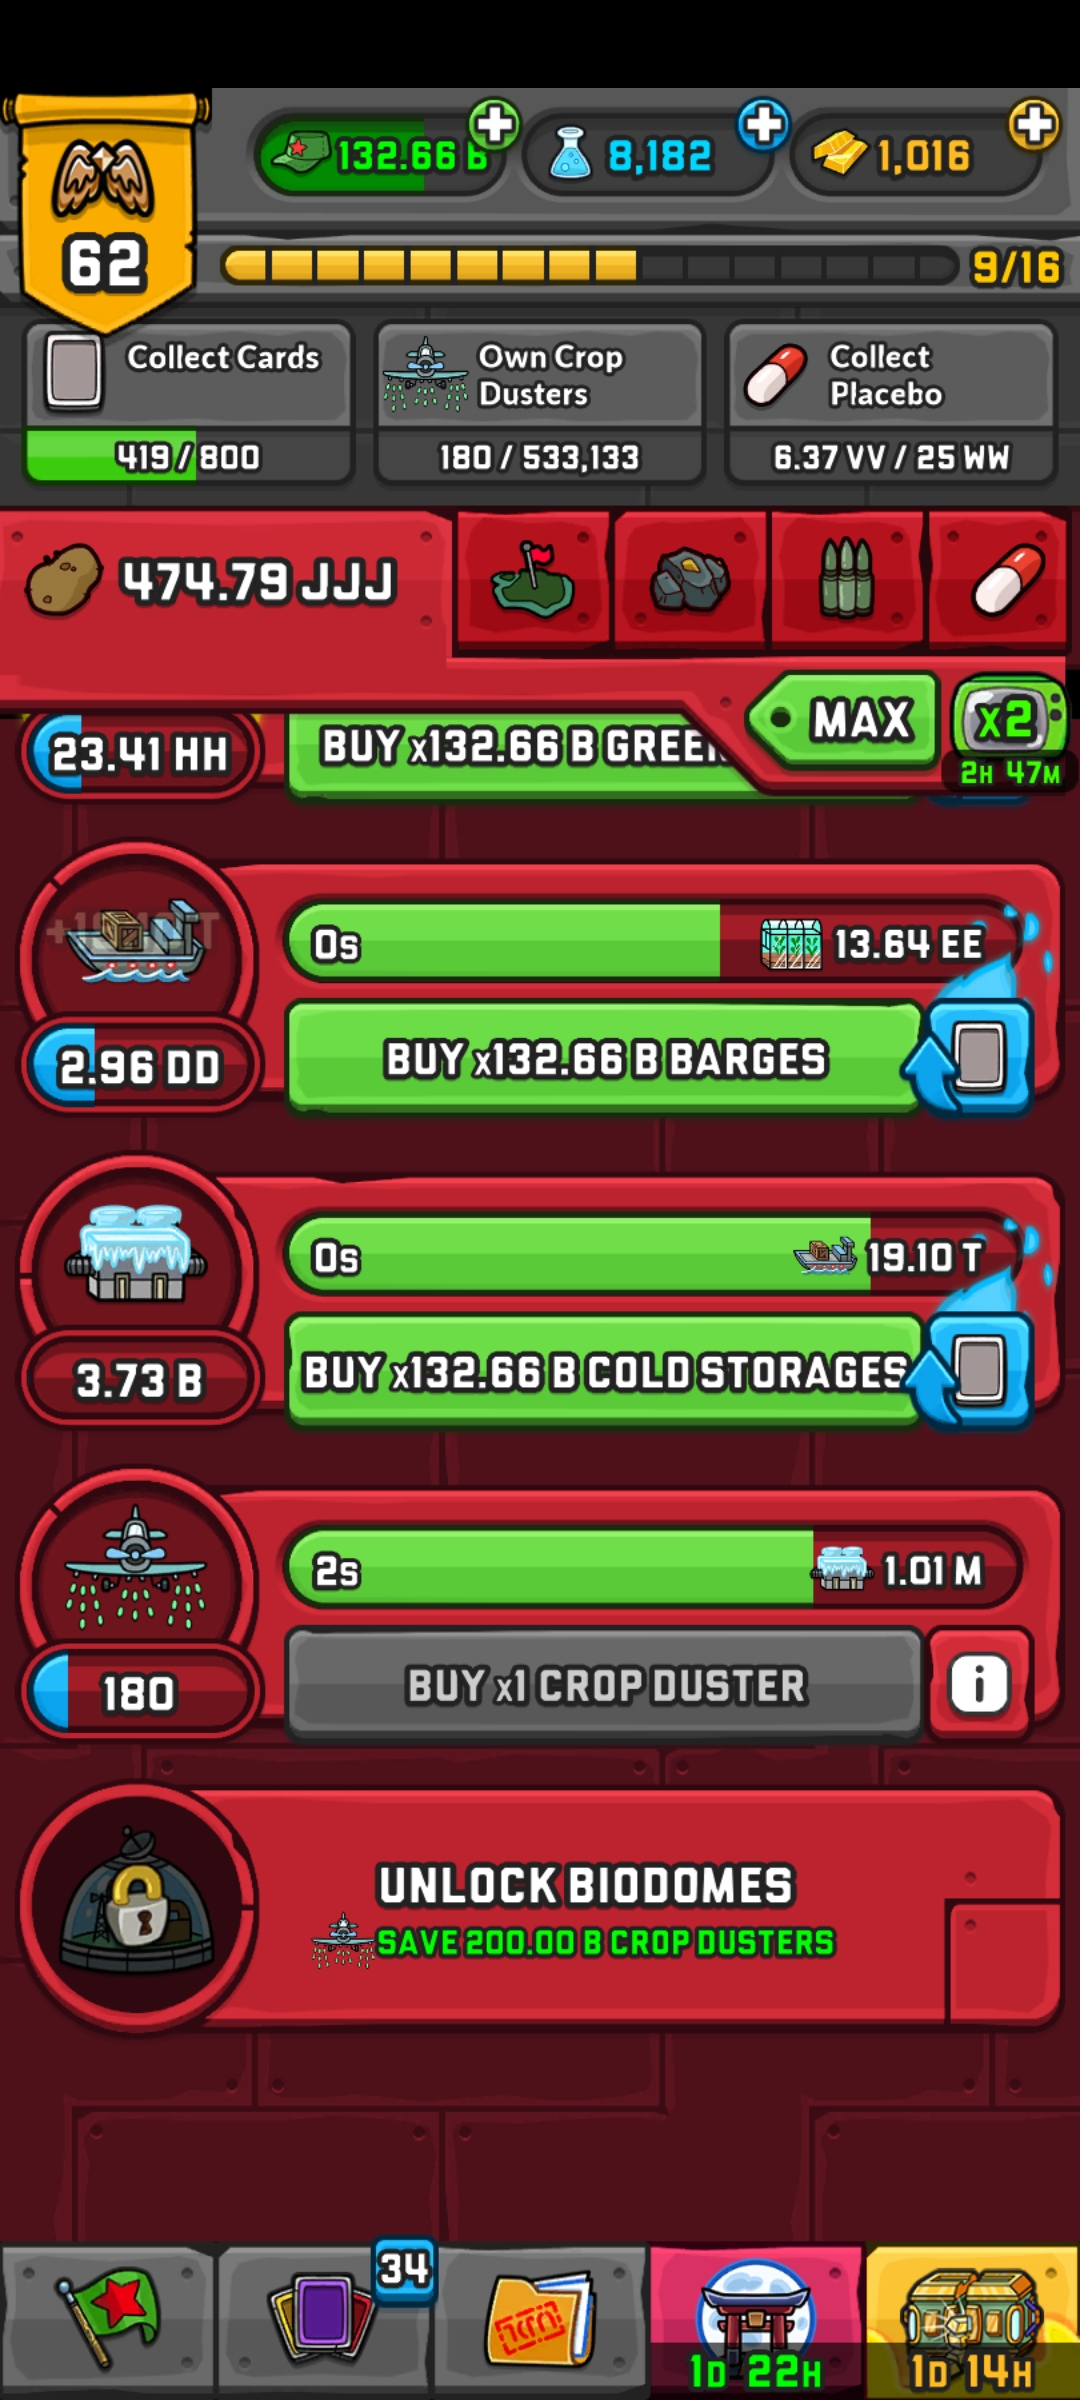 132.66 B
8,182
1,016
62
9/16
Collect Cards
419 / 800
Own Crop
Dusters
180 / 533,133
Collect
Placebo
6.37 VV / 25 WW
474.79 JJJ
MAX
x2
2H 47M
23.41 HH
BUY x132.66 B
0s
13.64 EE
2.96 DD
BUY x132.66 B BARGES
0s
19.10 T
3.73 B
BUY x132.66 B COLD STORAGES
2s
1.01 M
180
BUY x1 CROP DUSTER
i
UNLOCK BIODOMES
SAVE 200.00 B CROP DUSTERS
34
1D 22H
1D 14H